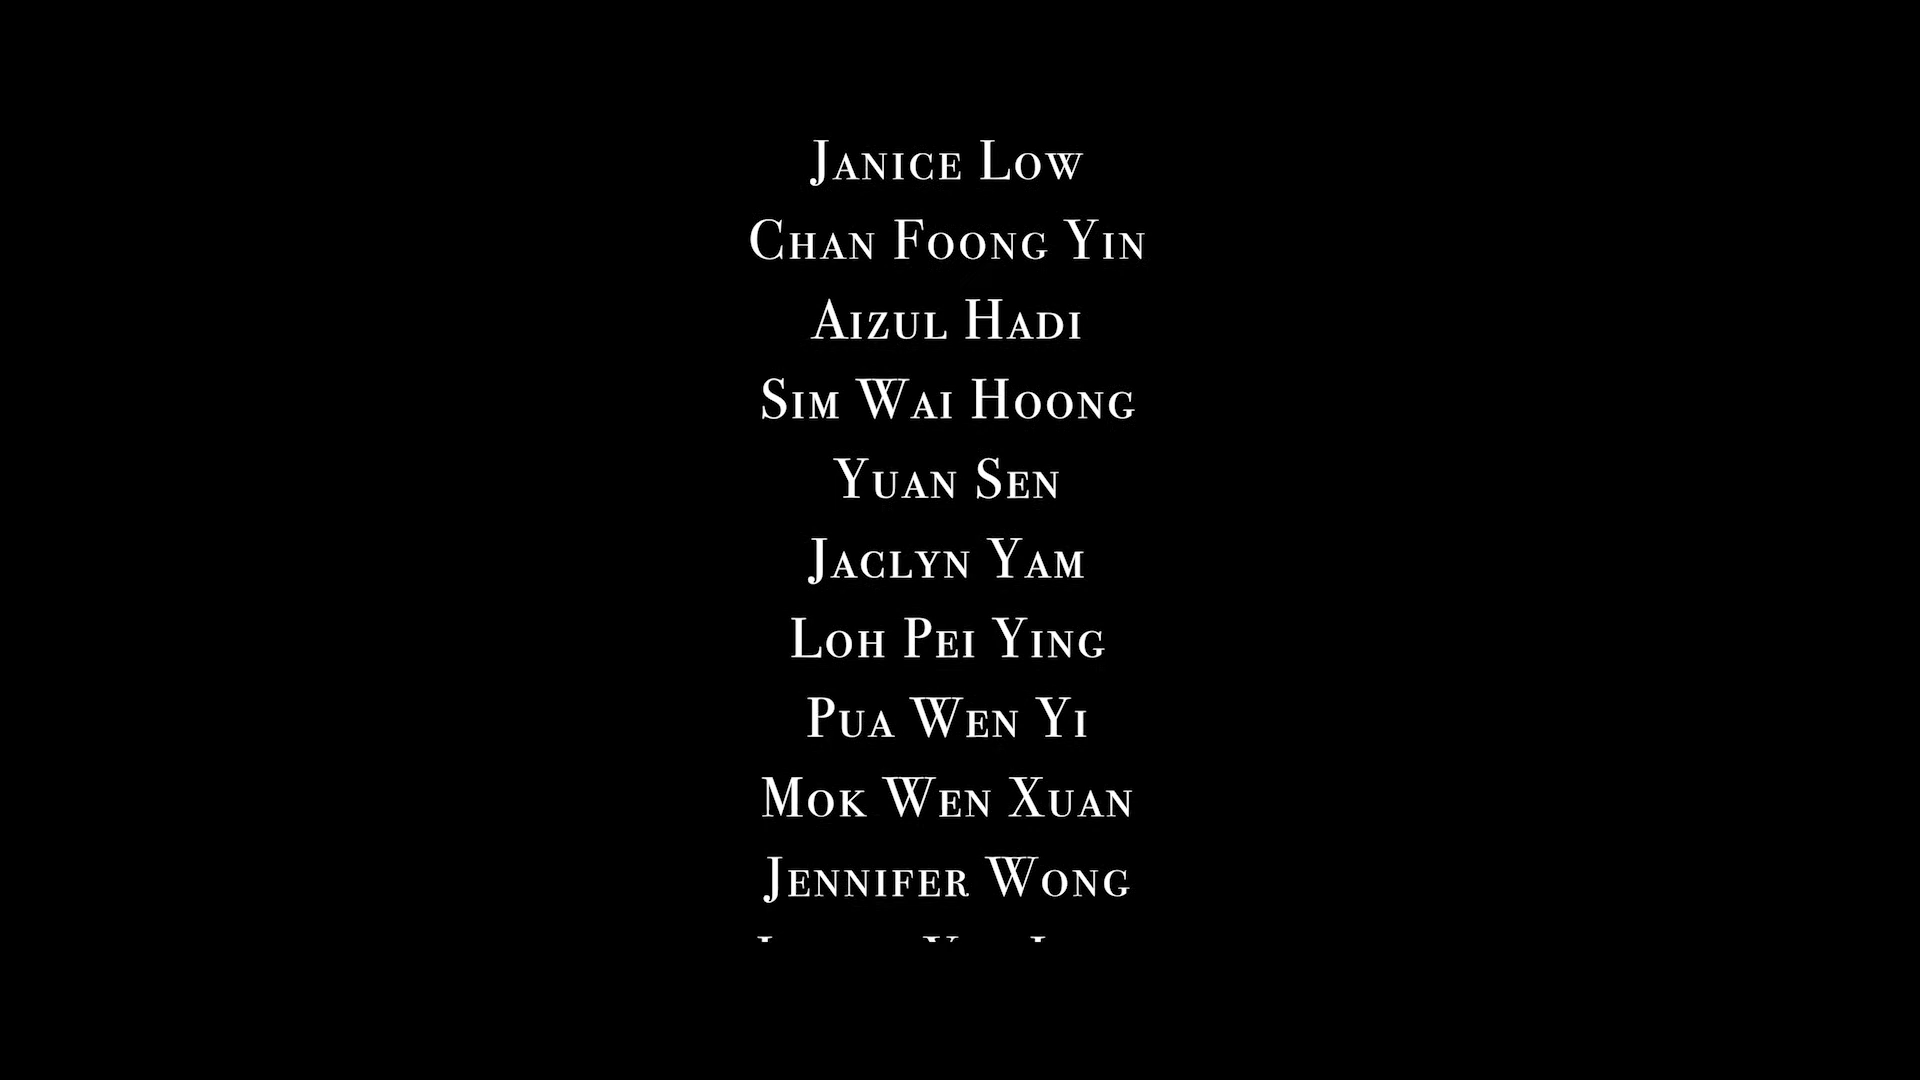 Janice Low
Chan Foong Yin
Aizul Hadi
Sim Wai Hoong
Yuan Sen
Jaclyn Yam
Loh Pei Ying
Pua Wen Yi
Mok Wen Xuan
Jennifer Wong